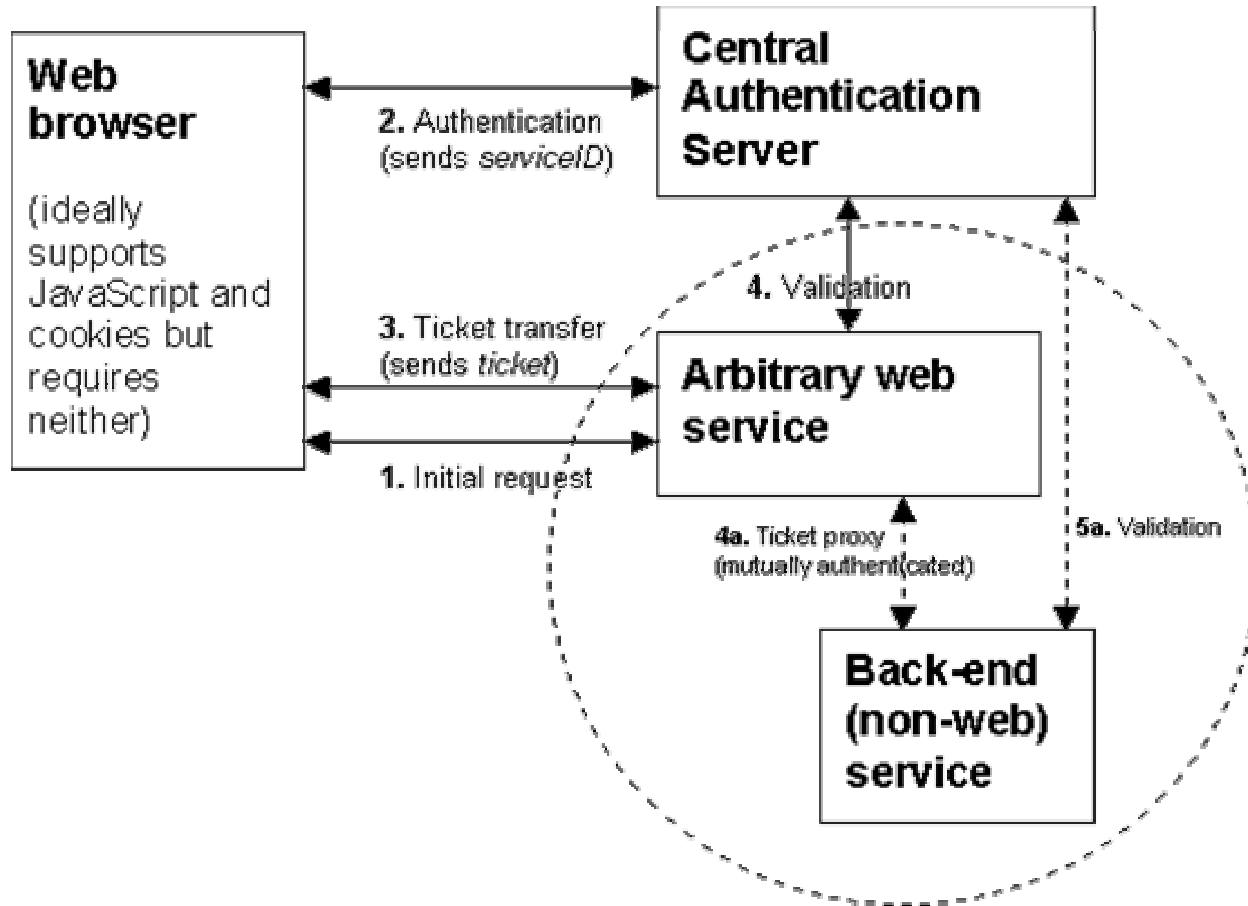 Web
browser
(ideally
supports
JavaScript and
cookies but
requires
neither)
Central
Authentication
Server
2. Authentication
(sends serviceID)
4. Validation
3. Ticket transfer
(sends ticket)
Arbitrary web
service
1. Initial request
4a. Ticket proxy
(mutually authenticated)
5a. Validation
Back-end
(non-web)
service